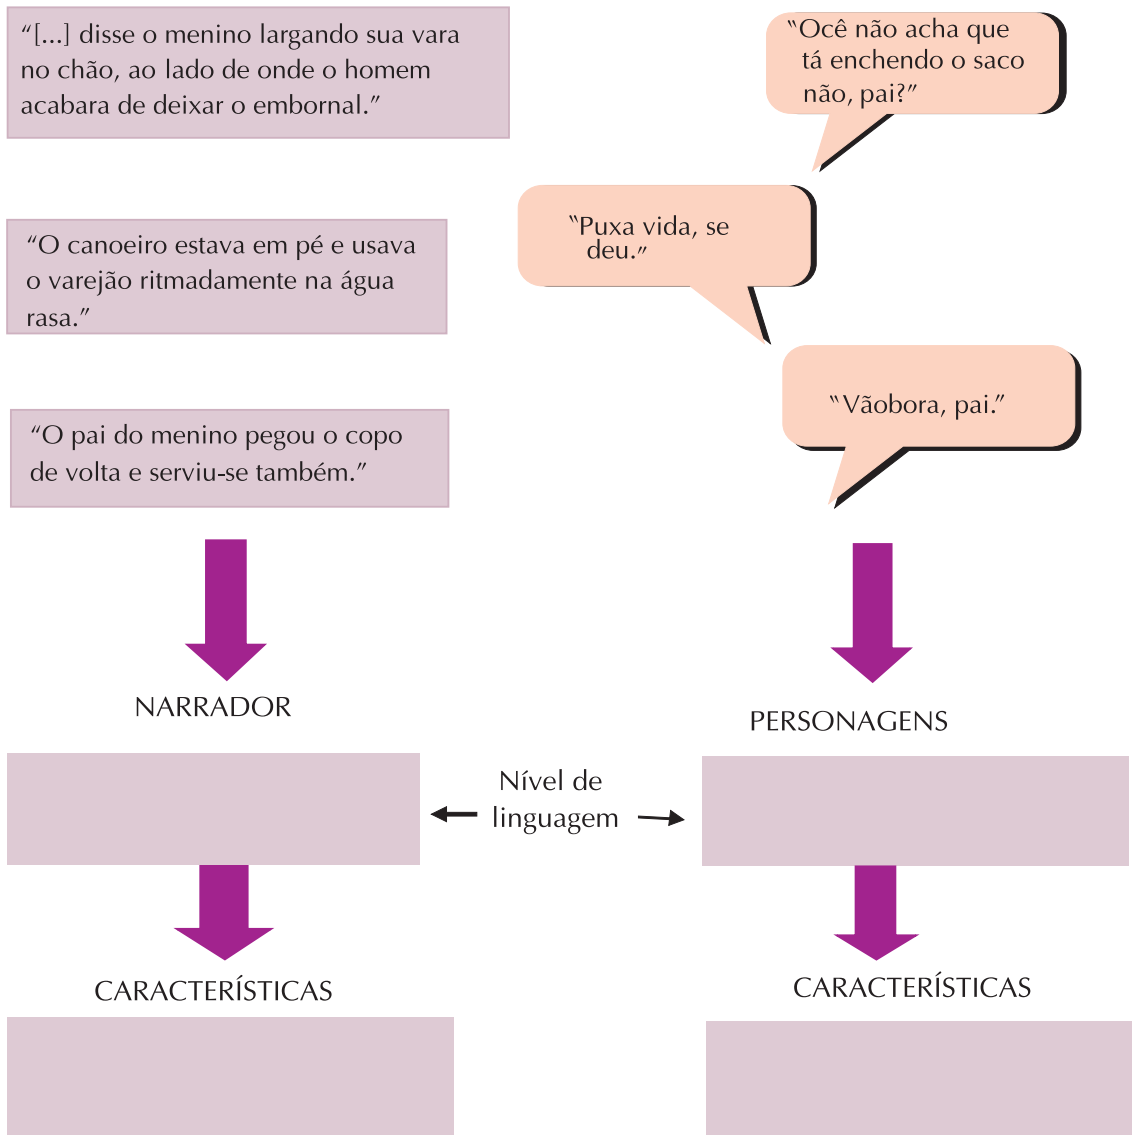 “[...] disse o menino largando sua vara
no chão, ao lado de onde o homem
acabara de deixar o embornal.”
“O canoeiro estava em pé e usava
o varejão ritmadamente na água
rasa.”
“O pai do menino pegou o copo
de volta e serviu-se também.”
“Ocê não acha que
tá enchendo o saco
não, pai?”
“Puxa vida, se
deu.”
“Vãobora, pai.”
NARRADOR
PERSONAGENS
Nível de
linguagem
CARACTERÍSTICAS
CARACTERÍSTICAS